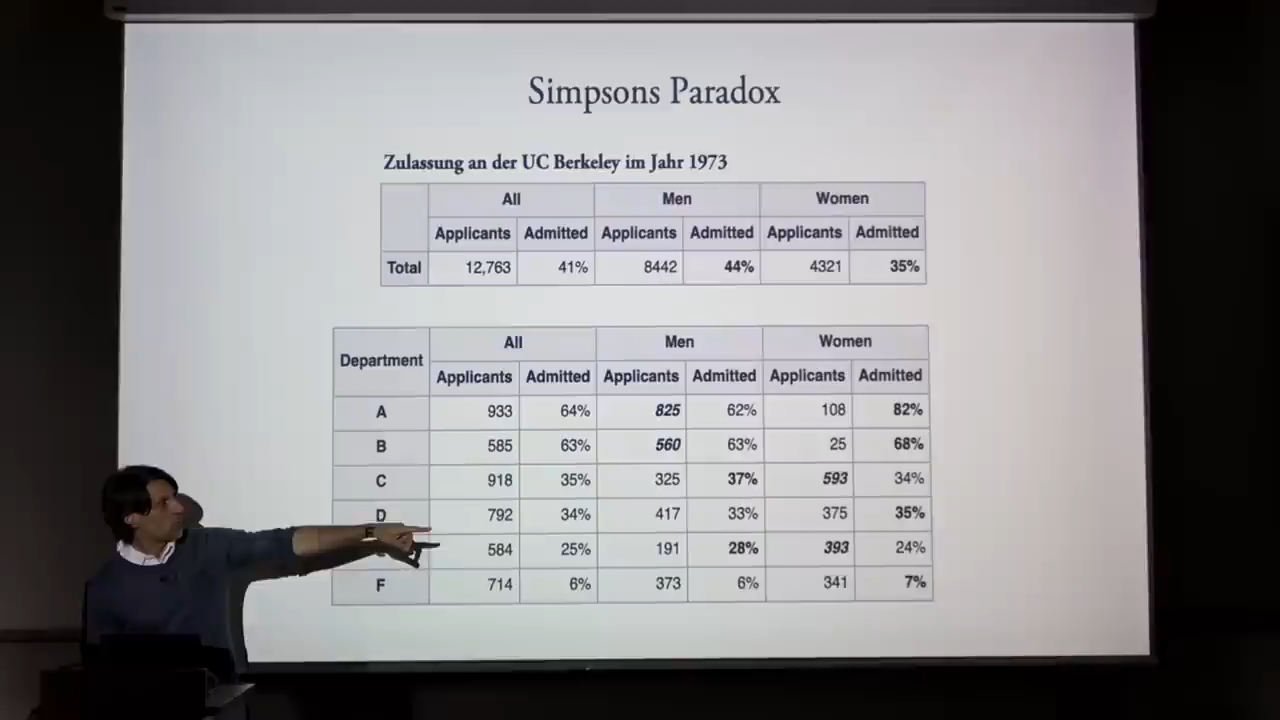 Simpsons Paradox
Zulassung an der UC Berkeley im Jahr 1973
All Men Women
Applicants Admitted Applicants Admitted Applicants Admitted
Total 12,763 41% 8442 44% 4321 35%
Department All Men Women
Applicants Admitted Applicants Admitted Applicants Admitted
A 933 64% 825 62% 108 82%
B 585 63% 560 63% 25 68%
C 918 35% 325 37% 593 34%
D 792 34% 417 33% 375 35%
584 25% 191 28% 393 24%
F 714 6% 373 6% 341 7%